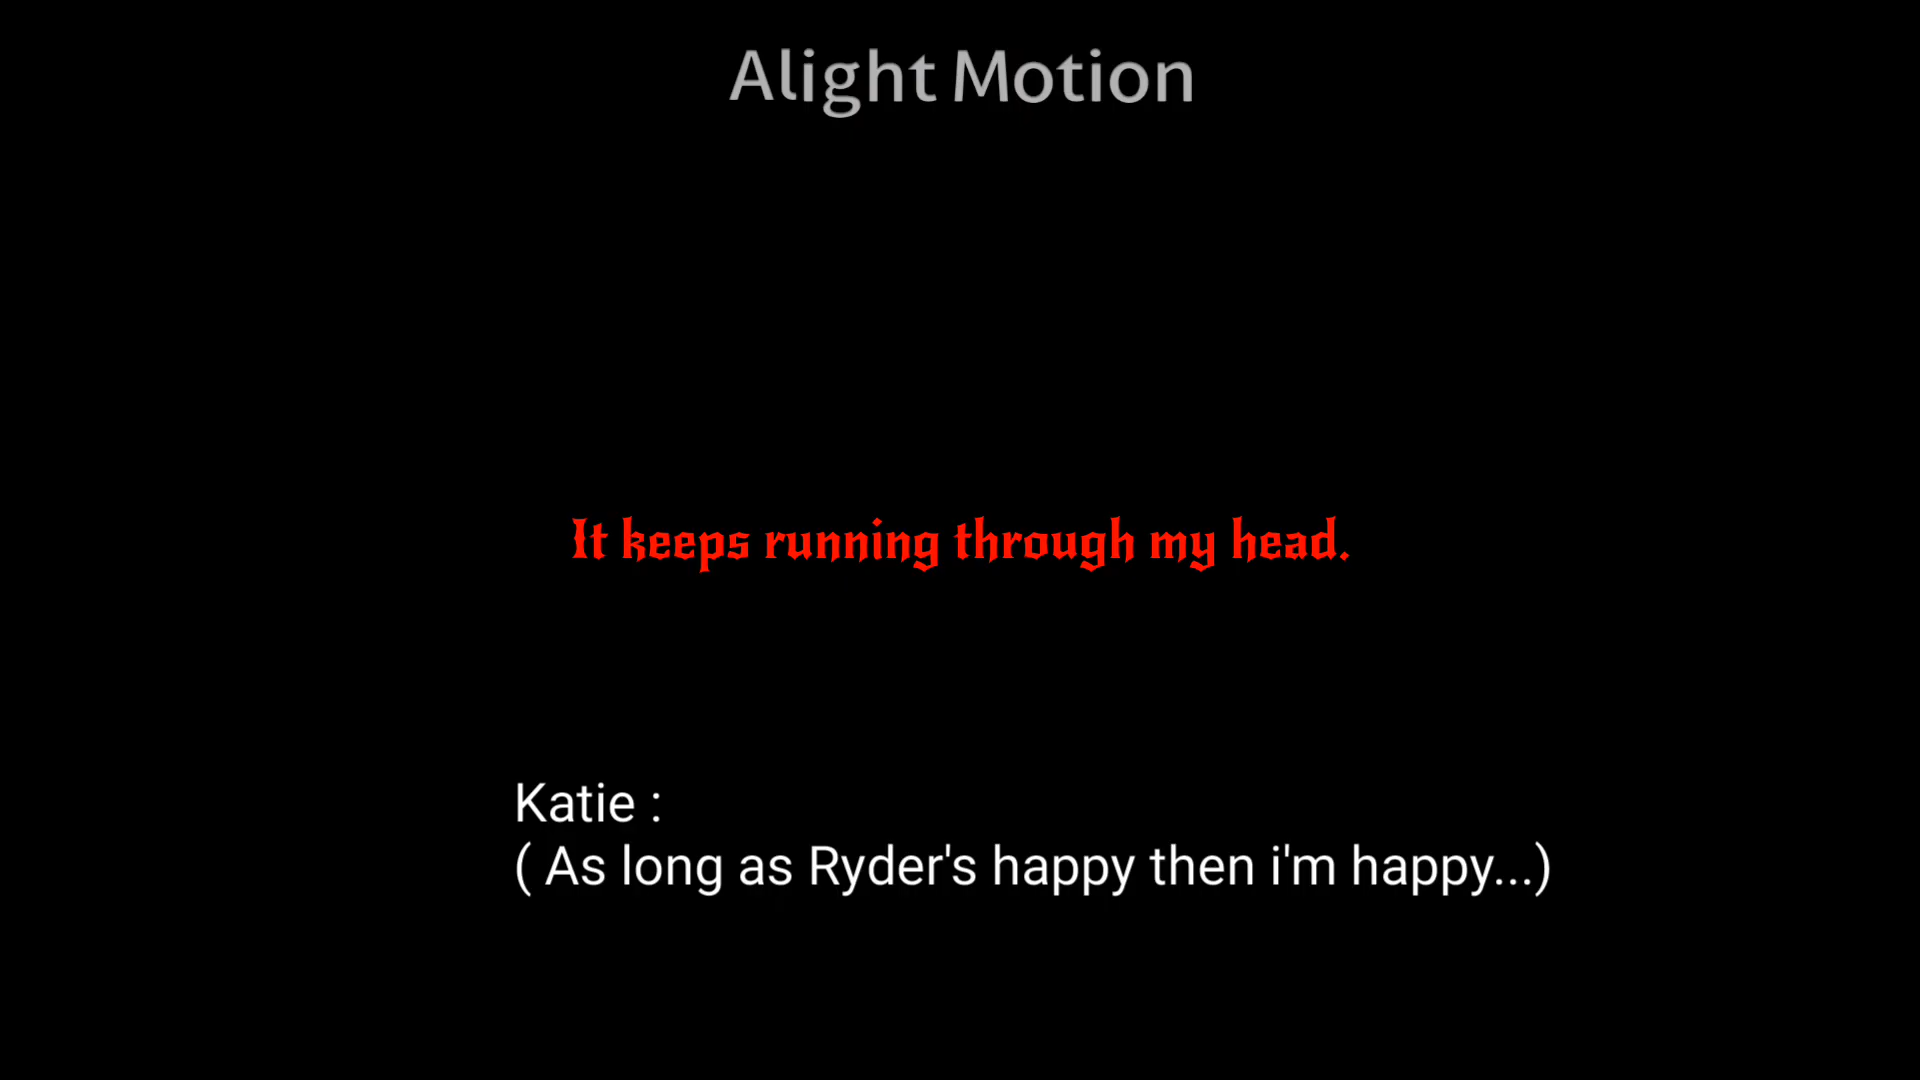 Alight Motion
It keeps running through my head.
Katie :
( As long as Ryder's happy then i'm happy...)